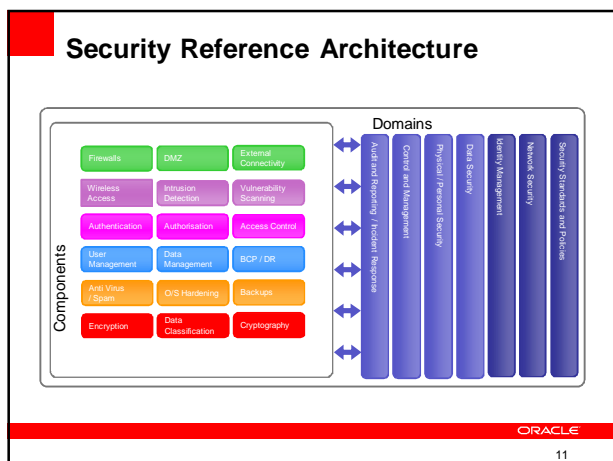 Security Reference Architecture
Domains
Components
Firewalls
DMZ
External
Connectivity
Wireless
Access
Intrusion
Detection
Vulnerability
Scanning
Authentication
Authorisation
Access Control
User
Management
Data
Management
BCP / DR
Anti Virus
/ Spam
O/S Hardening
Backups
Encryption
Data
Classification
Cryptography
Audit and Reporting / Incident Response
Control and Management
Physical / Personal Security
Data Security
Identity Management
Network Security
Security Standards and Policies
ORACLE
11